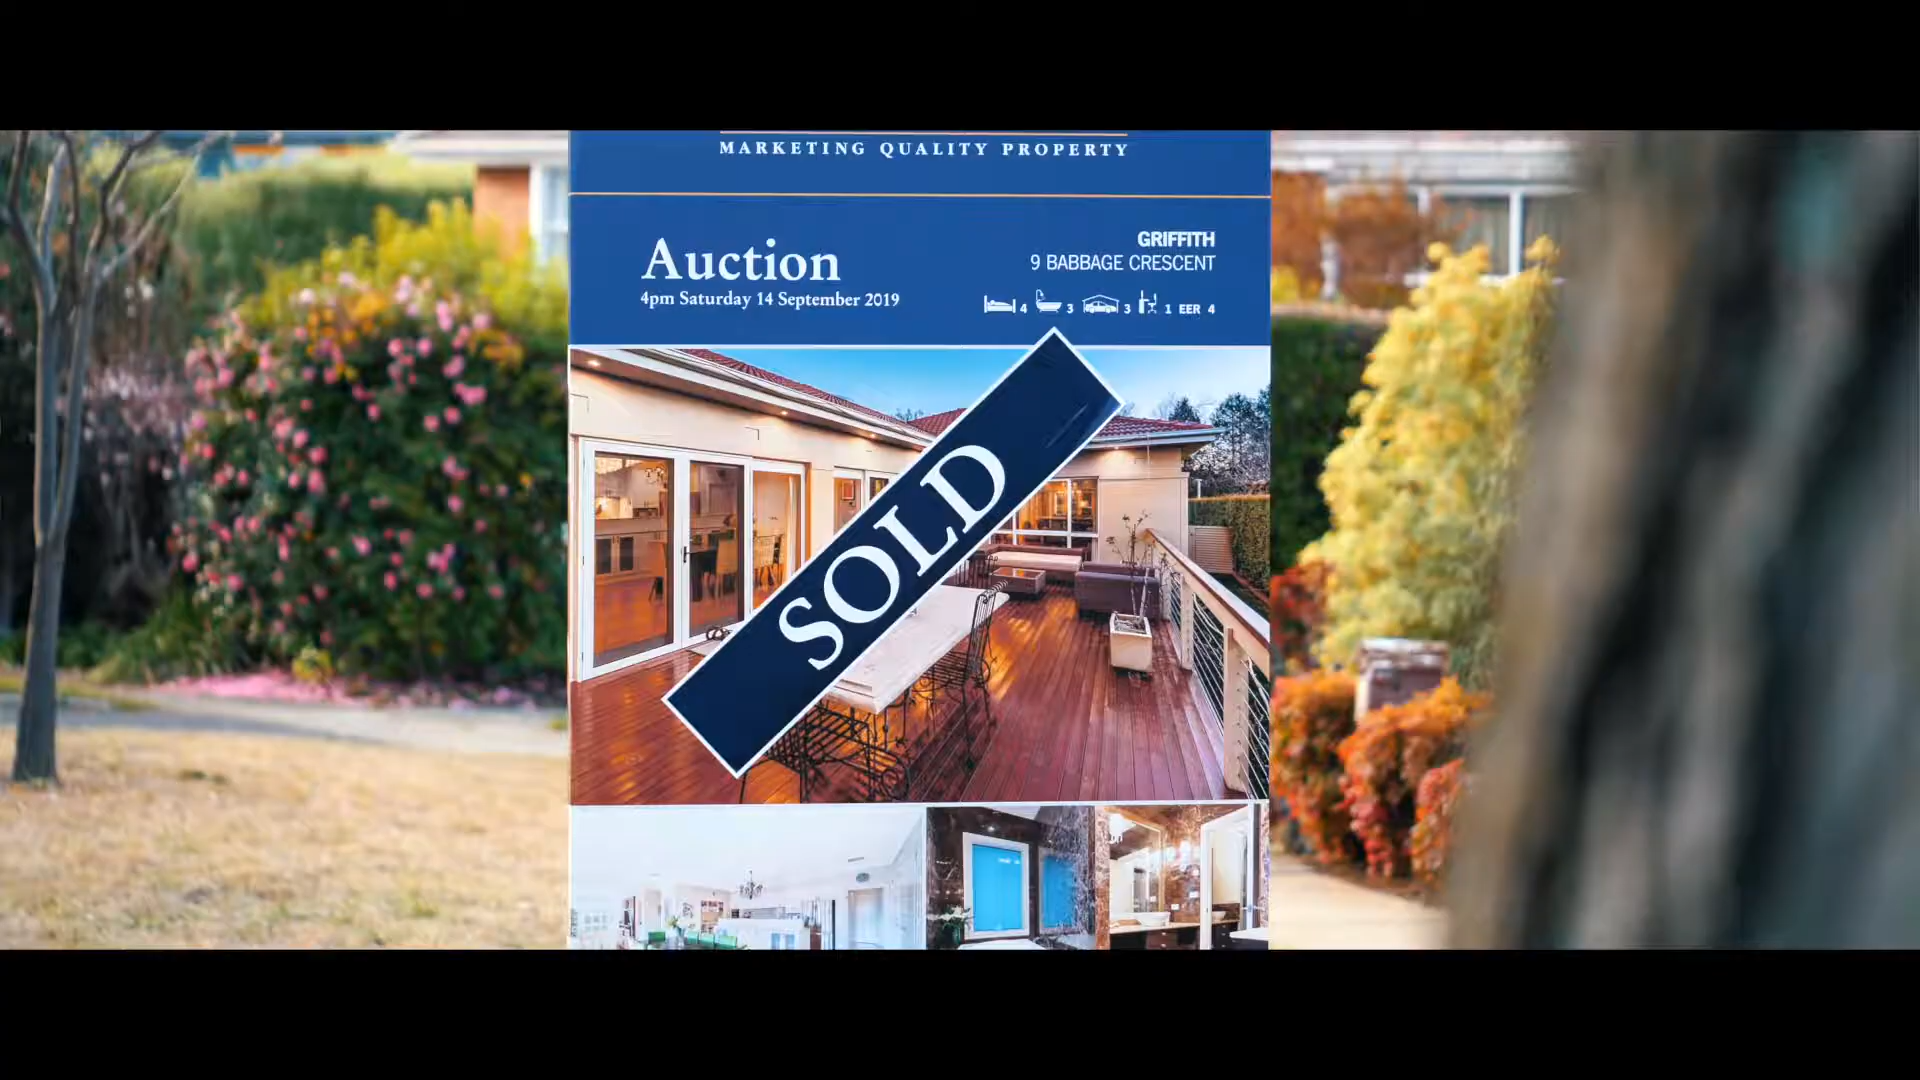 MARKETING QUALITY PROPERTY
Auction
4pm Saturday 14 September 2019
GRIFFITH
9 BABBAGE CRESCENT
4 3 3 1 EER 4
SOLD